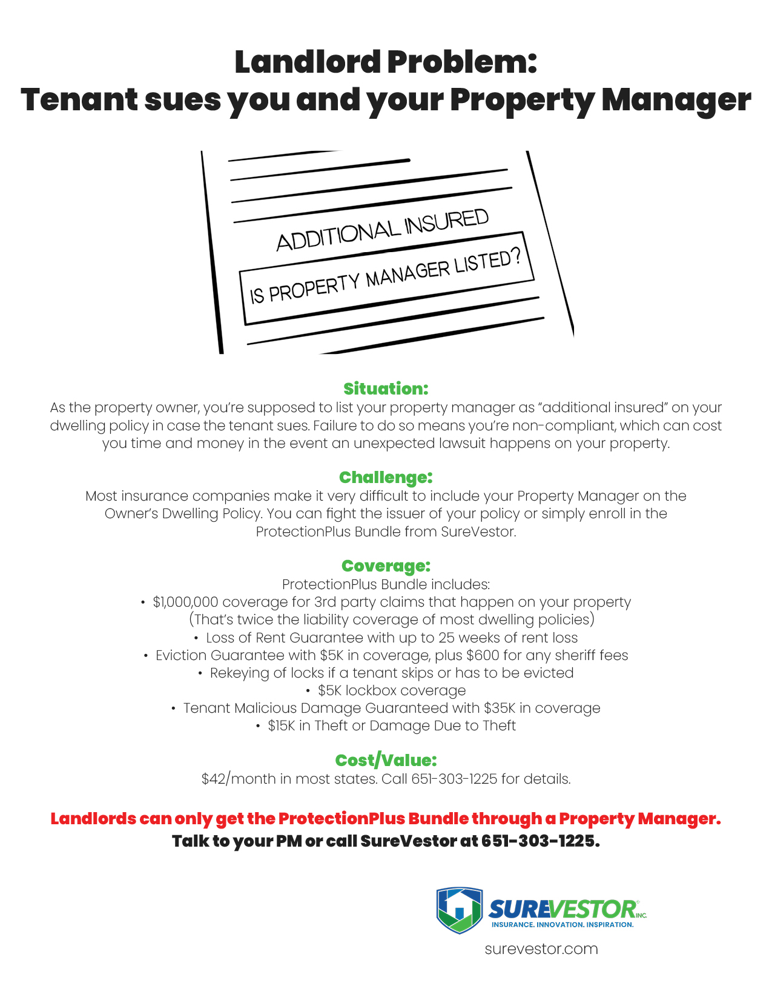 Landlord Problem:
Tenant sues you and your Property Manager
ADDITIONAL INSURED
IS PROPERTY MANAGER LISTED?
Situation:
As the property owner, you’re supposed to list your property manager as “additional insured” on your
dwelling policy in case the tenant sues. Failure to do so means you’re non-compliant, which can cost
you time and money in the event an unexpected lawsuit happens on your property.
Challenge:
Most insurance companies make it very difficult to include your Property Manager on the
Owner’s Dwelling Policy. You can fight the issuer of your policy or simply enroll in the
ProtectionPlus Bundle from SureVestor.
Coverage:
ProtectionPlus Bundle includes:
• $1,000,000 coverage for 3rd party claims that happen on your property
(That’s twice the liability coverage of most dwelling policies)
• Loss of Rent Guarantee with up to 25 weeks of rent loss
• Eviction Guarantee with $5K in coverage, plus $600 for any sheriff fees
• Rekeying of locks if a tenant skips or has to be evicted
• $5K lockbox coverage
• Tenant Malicious Damage Guaranteed with $35K in coverage
• $15K in Theft or Damage Due to Theft
Cost/Value:
$42/month in most states. Call 651-303-1225 for details.
Landlords can only get the ProtectionPlus Bundle through a Property Manager.
Talk to your PM or call SureVestor at 651-303-1225.
SUREVESTOR® INC.
INSURANCE. INNOVATION. INSPIRATION.
surevestor.com